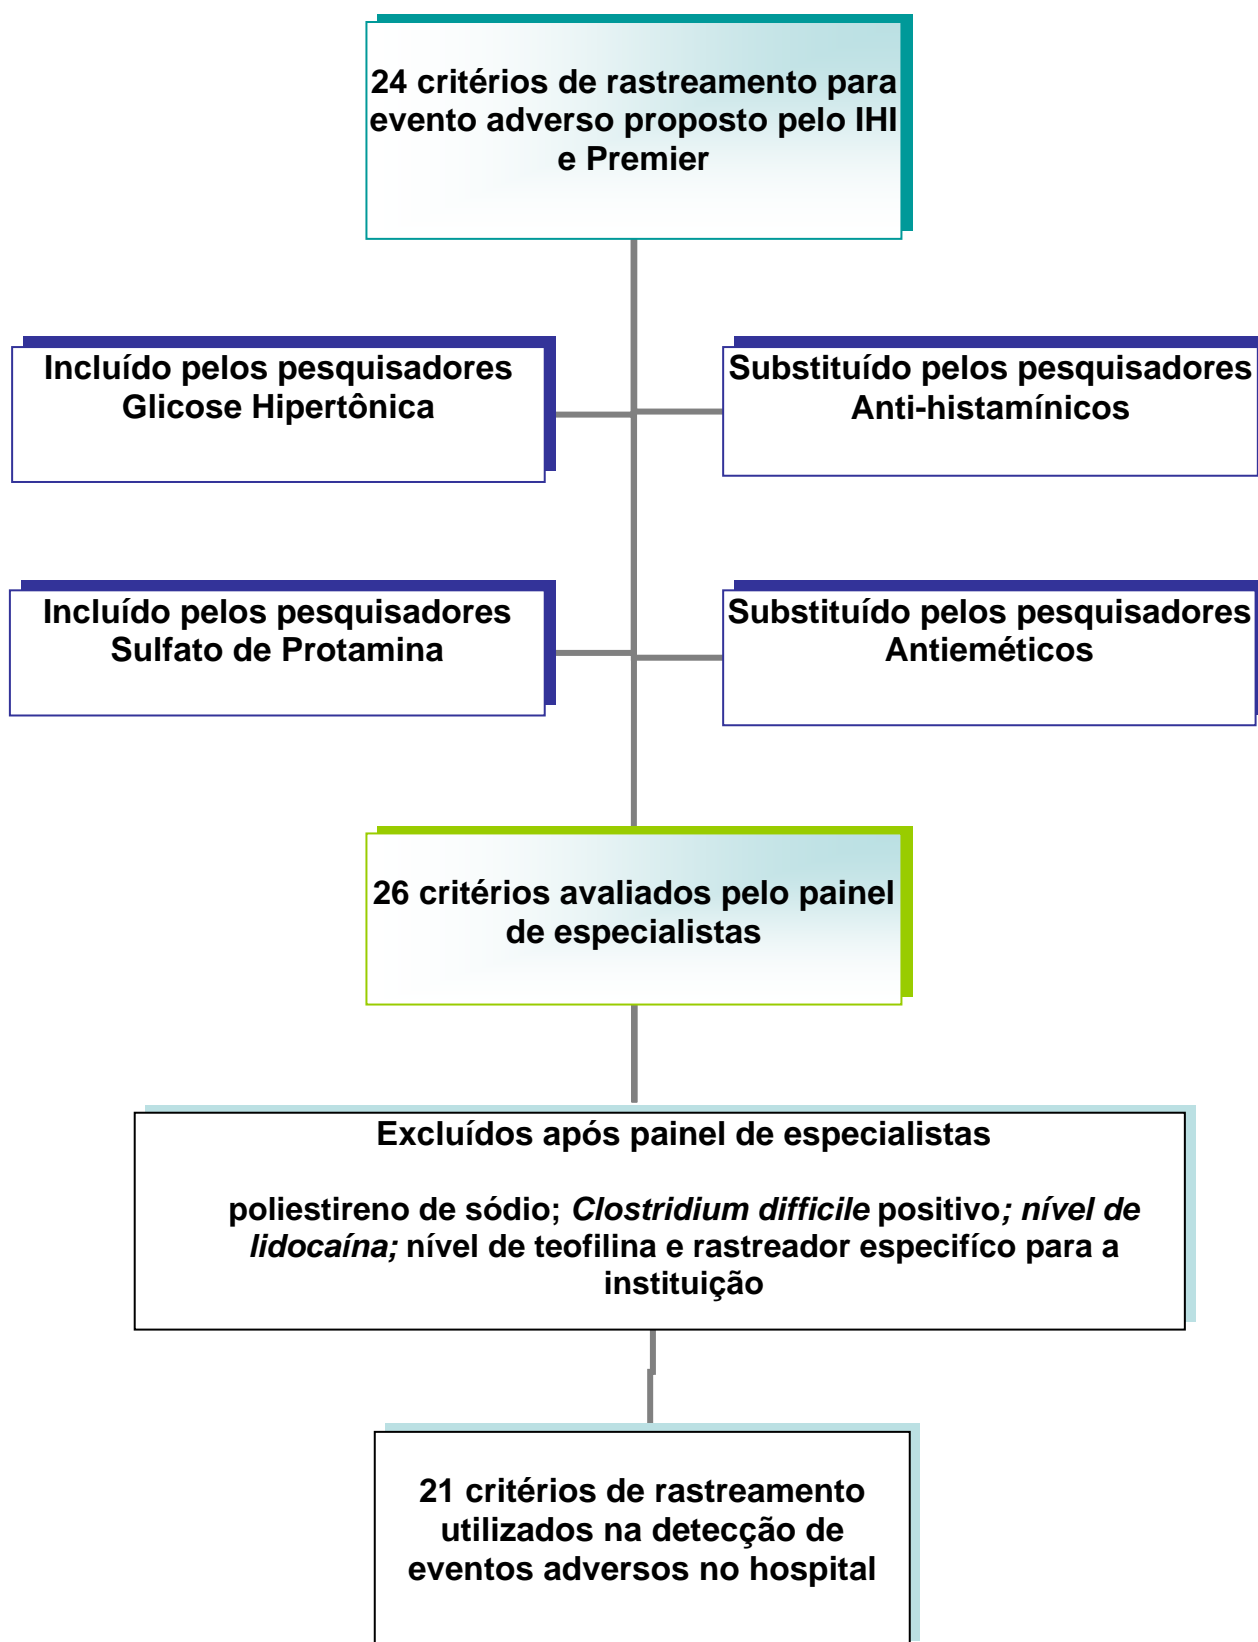 24 critérios de rastreamento para
evento adverso proposto pelo IHI
e Premier
Incluído pelos pesquisadores
Glicose Hipertônica
Substituído pelos pesquisadores
Anti-histamínicos
Incluído pelos pesquisadores
Sulfato de Protamina
Substituído pelos pesquisadores
Antieméticos
26 critérios avaliados pelo painel
de especialistas
Excluídos após painel de especialistas
poliestireno de sódio; Clostridium difficile positivo; nível de
lidocaína; nível de teofilina e rastreador especifíco para a
instituição
21 critérios de rastreamento
utilizados na detecção de
eventos adversos no hospital